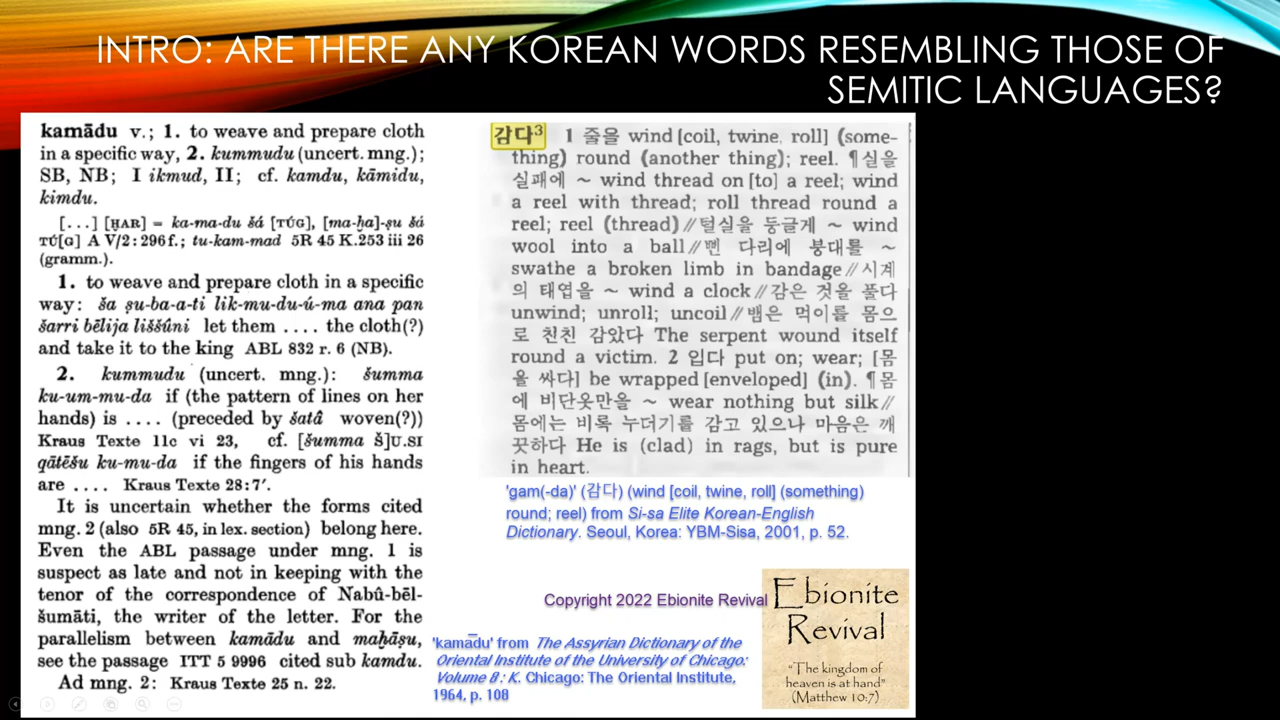 INTRO: ARE THERE ANY KOREAN WORDS RESEMBLING THOSE OF
SEMITIC LANGUAGES?
kamādu v.; 1. to weave and prepare cloth
in a specific way, 2. kummudu (uncert. mng.);
SB, NB; I ikmud, II; cf. kamdu, kāmidu,
kimdu.
[...] [ḪAR] = ka-ma-du šá [TÚG], [ma-ḫa]-ṣu šá
TÚ[G] A V/2:296f.; tu-kam-mad 5R 45 K.253 iii 26
(gramm.).
1. to weave and prepare cloth in a specific
way: ša ṣu-ba-a-ti lik-mu-du-ú-ma ana pan
šarri bēlija liššûni let them .... the cloth(?)
and take it to the king ABL 832 r. 6 (NB).
2. kummudu (uncert. mng.): šumma
ku-um-mu-da if (the pattern of lines on her
hands) is .... (preceded by šatâ woven(?))
Kraus Texte 11c vi 23, cf. [šumma Š]U.SI
qātēšu ku-mu-da if the fingers of his hands
are .... Kraus Texte 28:7'.
It is uncertain whether the forms cited
mng. 2 (also 5R 45, in lex. section) belong here.
Even the ABL passage under mng. 1 is
suspect as late and not in keeping with the
tenor of the correspondence of Nabû-bēl-
šumāti, the writer of the letter. For the
parallelism between kamādu and maḫāṣu,
see the passage ITT 5 9996 cited sub kamdu.
Ad mng. 2: Kraus Texte 25 n. 22.
감다³ 1 줄을 wind [coil, twine, roll] (some-
thing) round (another thing); reel. ¶실을
실패에 ~ wind thread on [to] a reel; wind
a reel with thread; roll thread round a
reel; reel (thread)∥털실을 둥글게 ~ wind
wool into a ball∥삔 다리에 붕대를 ~
swathe a broken limb in bandage∥시계
의 태엽을 ~ wind a clock∥감은 것을 풀다
unwind; unroll; uncoil∥뱀은 먹이를 몸으
로 친친 감았다 The serpent wound itself
round a victim. 2 입다 put on; wear; [몸
을 싸다] be wrapped [enveloped] (in). ¶몸
에 비단옷만을 ~ wear nothing but silk∥
몸에는 비록 누더기를 감고 있으나 마음은 깨
끗하다 He is (clad) in rags, but is pure
in heart.
'gam(-da)' (감다) (wind [coil, twine, roll] (something)
round; reel) from Si-sa Elite Korean-English
Dictionary. Seoul, Korea: YBM-Sisa, 2001, p. 52.
Copyright 2022 Ebionite Revival
'kamādu' from The Assyrian Dictionary of the
Oriental Institute of the University of Chicago:
Volume 8 : K. Chicago: The Oriental Institute,
1964, p. 108
Ebionite
Revival
"The kingdom of
heaven is at hand"
(Matthew 10:7)